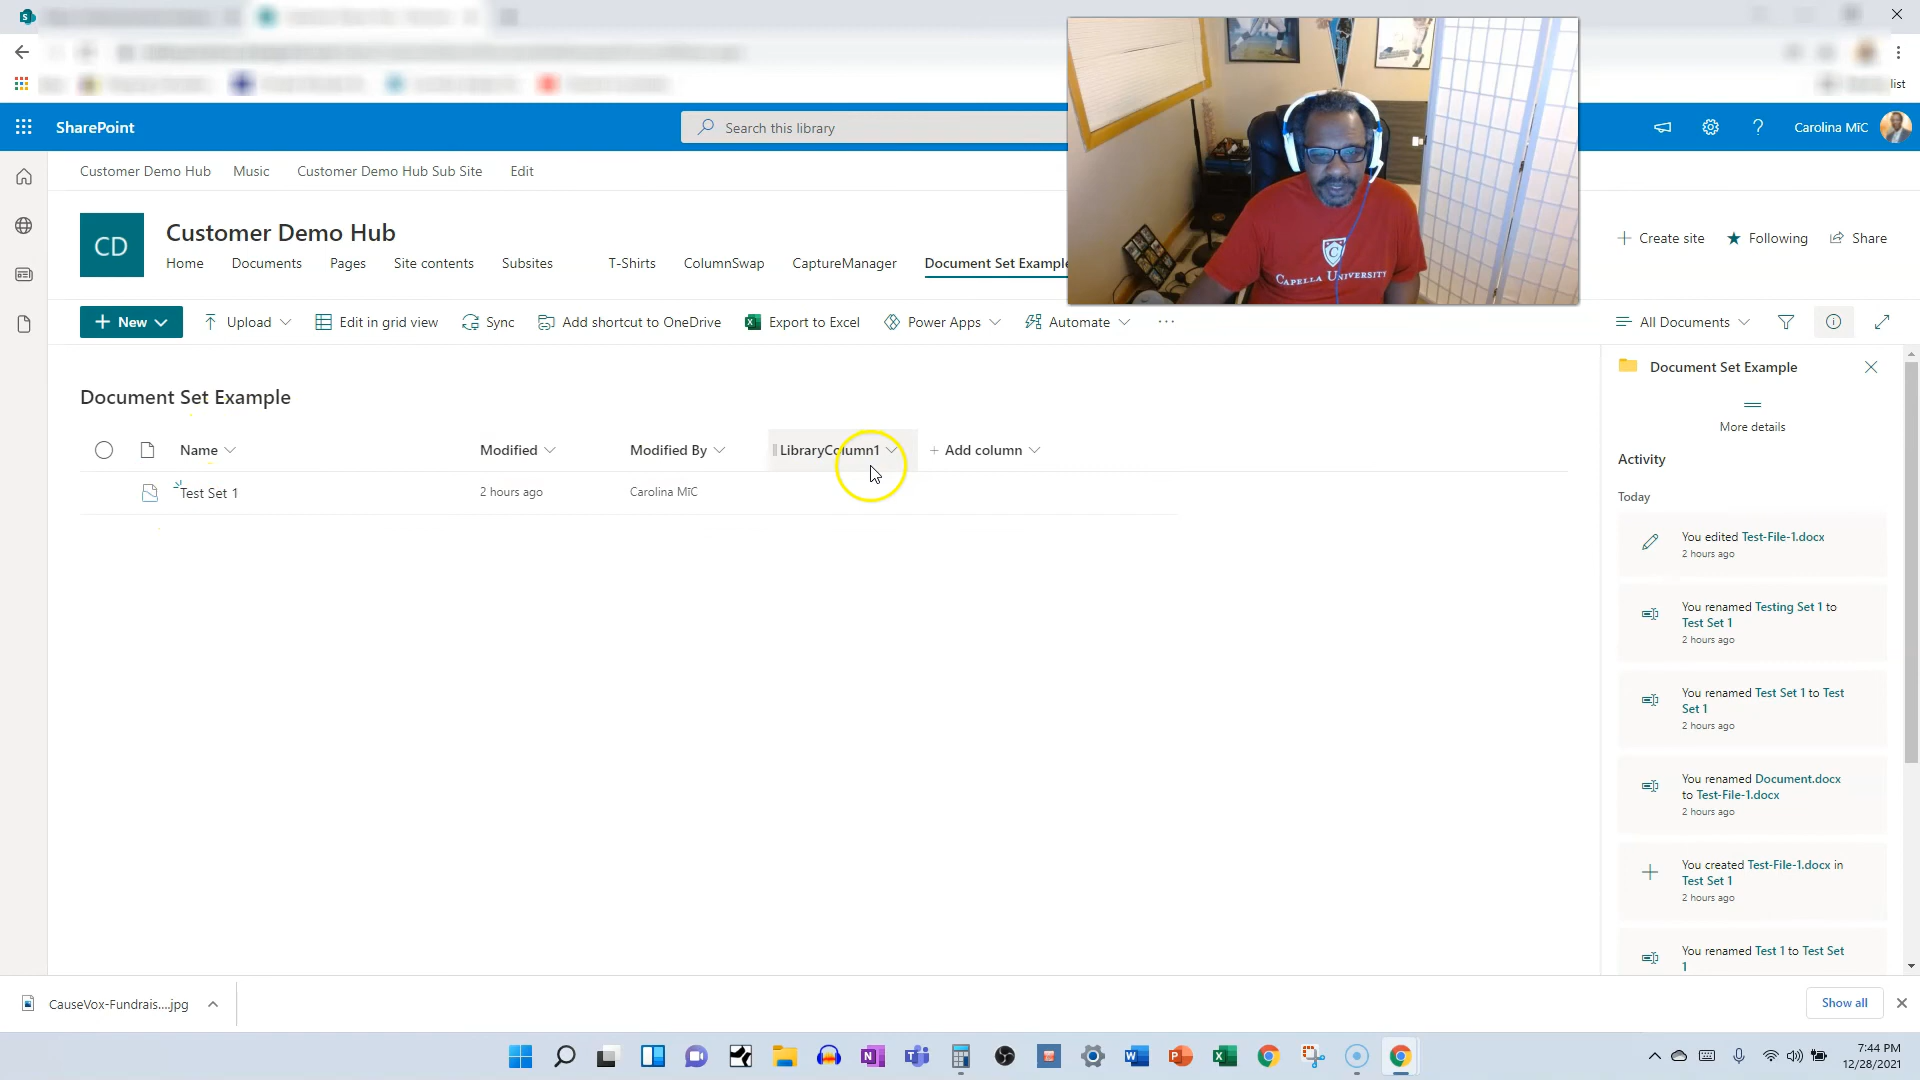 list
SharePoint
Search this library
Carolina MīC
Customer Demo Hub
Music
Customer Demo Hub Sub Site
Edit
CD
Customer Demo Hub
Home
Documents
Pages
Site contents
Subsites
T-Shirts
ColumnSwap
CaptureManager
Document Set Example
Create site
Following
Share
CAPELLA UNIVERSITY
New
Upload
Edit in grid view
Sync
Add shortcut to OneDrive
Export to Excel
Power Apps
Automate
All Documents
Document Set Example
Name
Modified
Modified By
LibraryColumn1
Add column
Test Set 1
2 hours ago
Carolina MīC
Document Set Example
More details
Activity
Today
You edited Test-File-1.docx
2 hours ago
You renamed Testing Set 1 to
Test Set 1
2 hours ago
You renamed Test Set 1 to Test
Set 1
2 hours ago
You renamed Document.docx
to Test-File-1.docx
2 hours ago
You created Test-File-1.docx in
Test Set 1
2 hours ago
You renamed Test 1 to Test Set
1
CauseVox-Fundrais....jpg
Show all
7:44 PM
12/28/2021